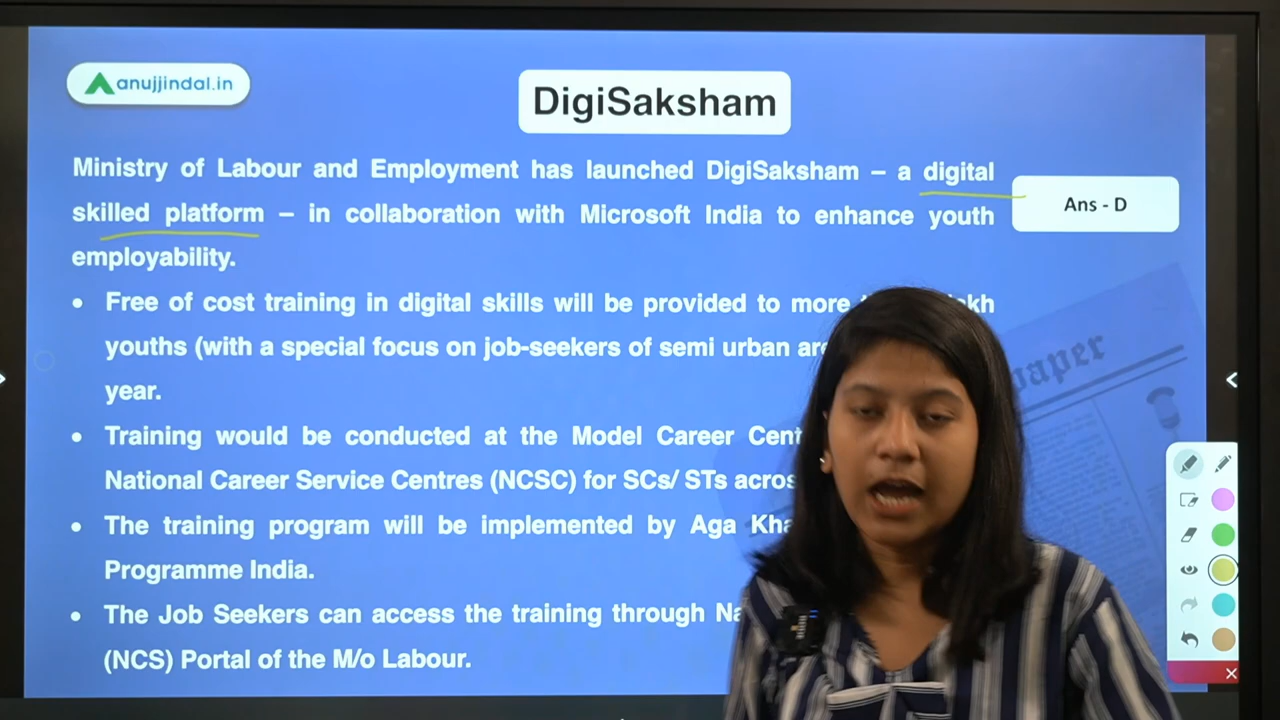 anujjindal.in
DigiSaksham
Ministry of Labour and Employment has launched DigiSaksham – a digital
skilled platform – in collaboration with Microsoft India to enhance youth
employability.
Ans - D
• Free of cost training in digital skills will be provided to more
youths (with a special focus on job-seekers of semi urban
year.
• Training would be conducted at the Model Career
National Career Service Centres (NCSC) for SCs/ STs
• The training program will be implemented by Aga
Programme India.
• The Job Seekers can access the training through
(NCS) Portal of the M/o Labour.